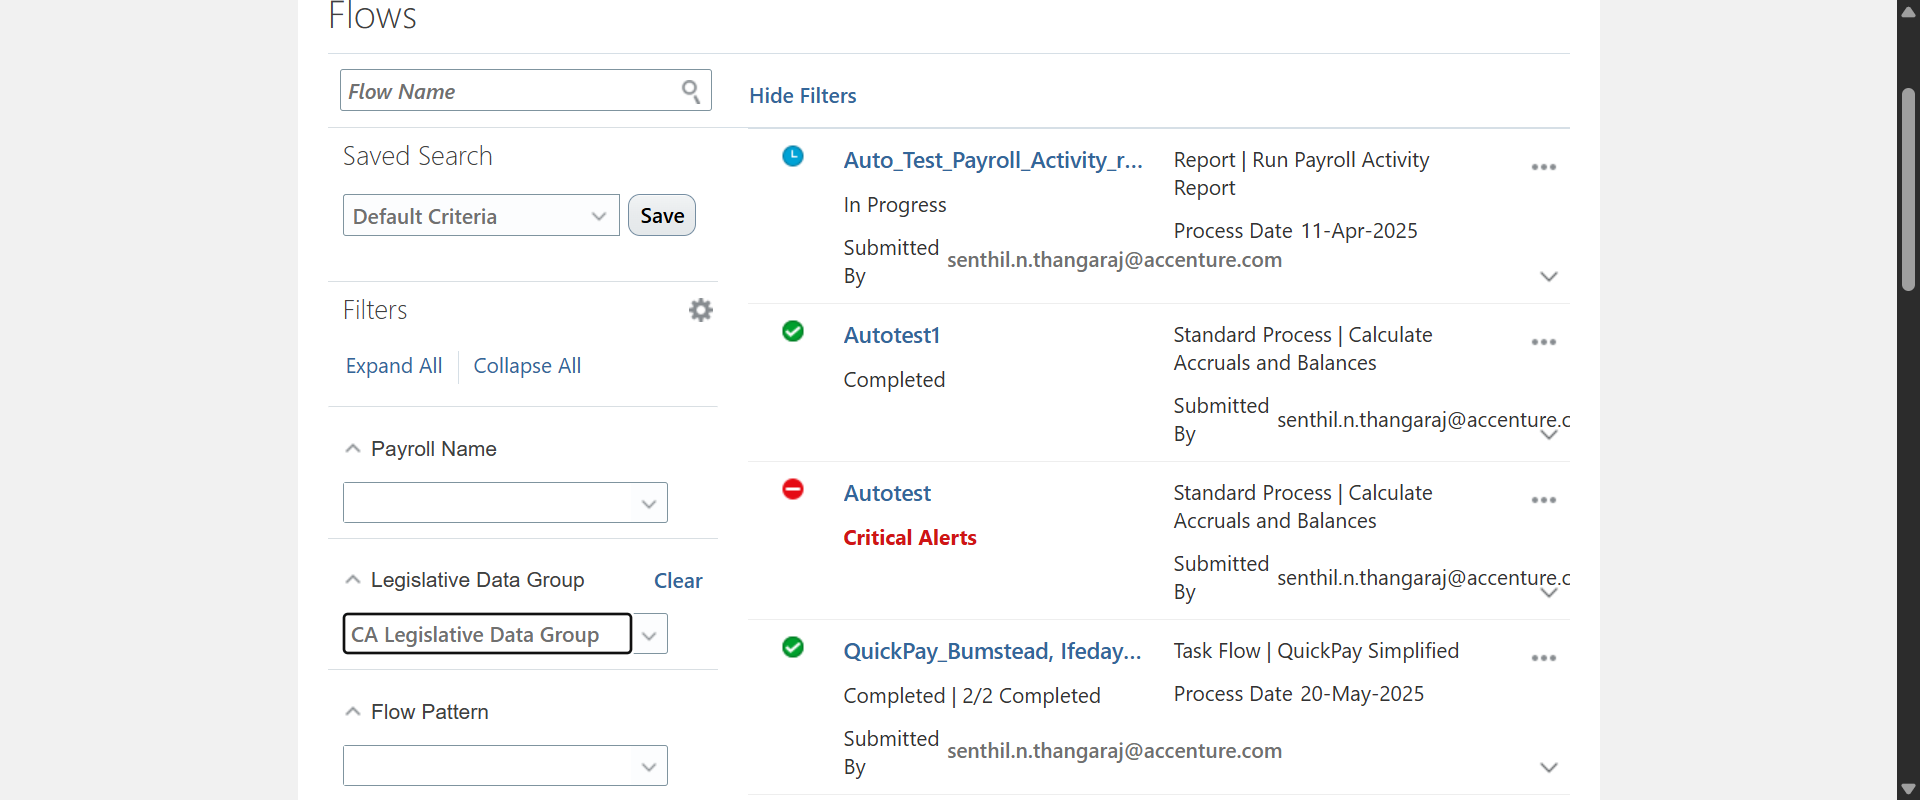 Flows
Flow Name
Hide Filters
Saved Search
Default Criteria
Save
Filters
Expand All
Collapse All
Payroll Name
Legislative Data Group
Clear
CA Legislative Data Group
Flow Pattern
Auto_Test_Payroll_Activity_r...
In Progress
Submitted
By
senthil.n.thangaraj@accenture.com
Report | Run Payroll Activity
Report
Process Date 11-Apr-2025
Autotest1
Completed
Standard Process | Calculate
Accruals and Balances
Submitted
By
senthil.n.thangaraj@accenture.c
Autotest
Critical Alerts
Standard Process | Calculate
Accruals and Balances
Submitted
By
senthil.n.thangaraj@accenture.c
QuickPay_Bumstead, Ifeday...
Completed | 2/2 Completed
Submitted
By
senthil.n.thangaraj@accenture.com
Task Flow | QuickPay Simplified
Process Date 20-May-2025